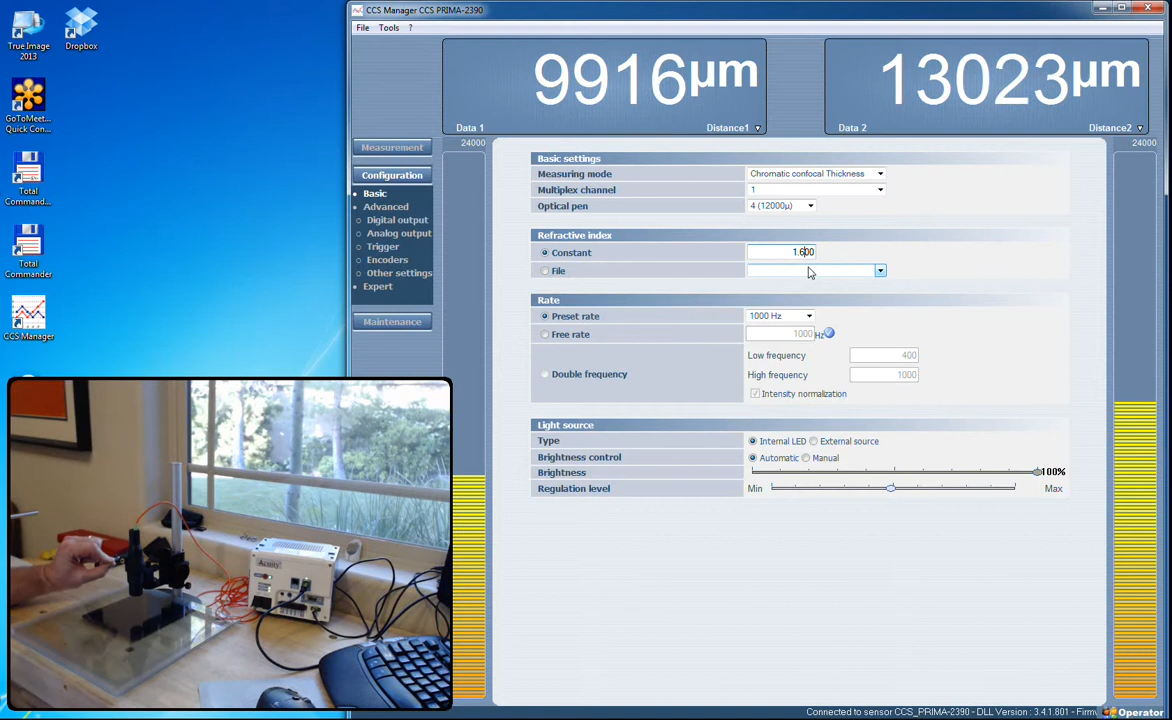 True Image
2013
Dropbox
GoToMeet...
Quick Con...
Total
Command...
Total
Commander
CCS Manager
CCS Manager CCS PRIMA-2390
File Tools ?
9916µm
Data 1 Distance1
13023µm
Data 2 Distance2
24000
24000
Measurement
Configuration
Basic
Advanced
Digital output
Analog output
Trigger
Encoders
Other settings
Expert
Maintenance
Basic settings
Measuring mode Chromatic confocal Thickness
Multiplex channel 1
Optical pen 4 (12000µ)
Refractive index
Constant 1.600
File
Rate
Preset rate 1000 Hz
Free rate 1000 Hz
Double frequency
Low frequency 400
High frequency 1000
Intensity normalization
Light source
Type Internal LED External source
Brightness control Automatic Manual
Brightness 100%
Regulation level Min Max
Acuity
Connected to sensor CCS_PRIMA-2390 - DLL Version : 3.4.1.801 - Firmw
Operator